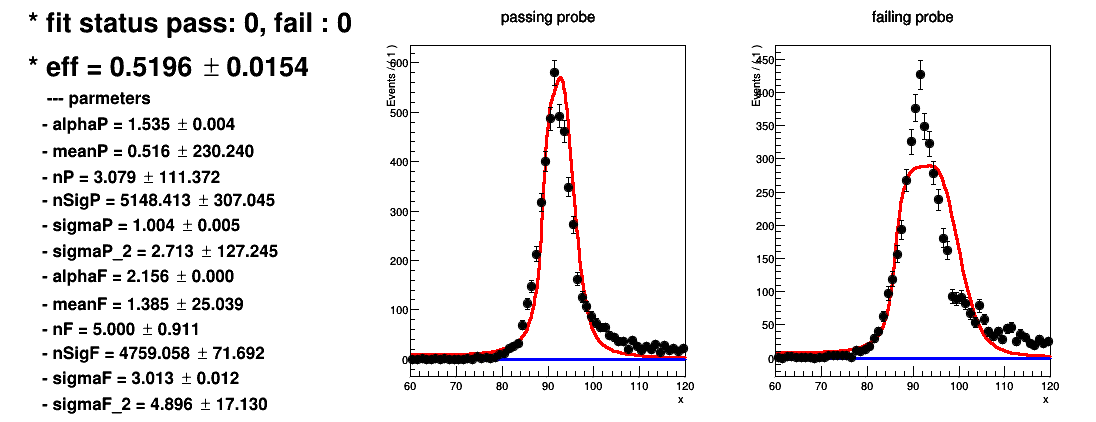 * fit status pass: 0, fail : 0
* eff = 0.5196 ± 0.0154
--- parmeters
- alphaP = 1.535 ± 0.004
- meanP = 0.516 ± 230.240
- nP = 3.079 ± 111.372
- nSigP = 5148.413 ± 307.045
- sigmaP = 1.004 ± 0.005
- sigmaP_2 = 2.713 ± 127.245
- alphaF = 2.156 ± 0.000
- meanF = 1.385 ± 25.039
- nF = 5.000 ± 0.911
- nSigF = 4759.058 ± 71.692
- sigmaF = 3.013 ± 0.012
- sigmaF_2 = 4.896 ± 17.130
passing probe
Events / ( 1 )
600
500
400
300
200
100
0
60 70 80 90 100 110 120
x
failing probe
Events / ( 1 )
450
400
350
300
250
200
150
100
50
0
60 70 80 90 100 110 120
x